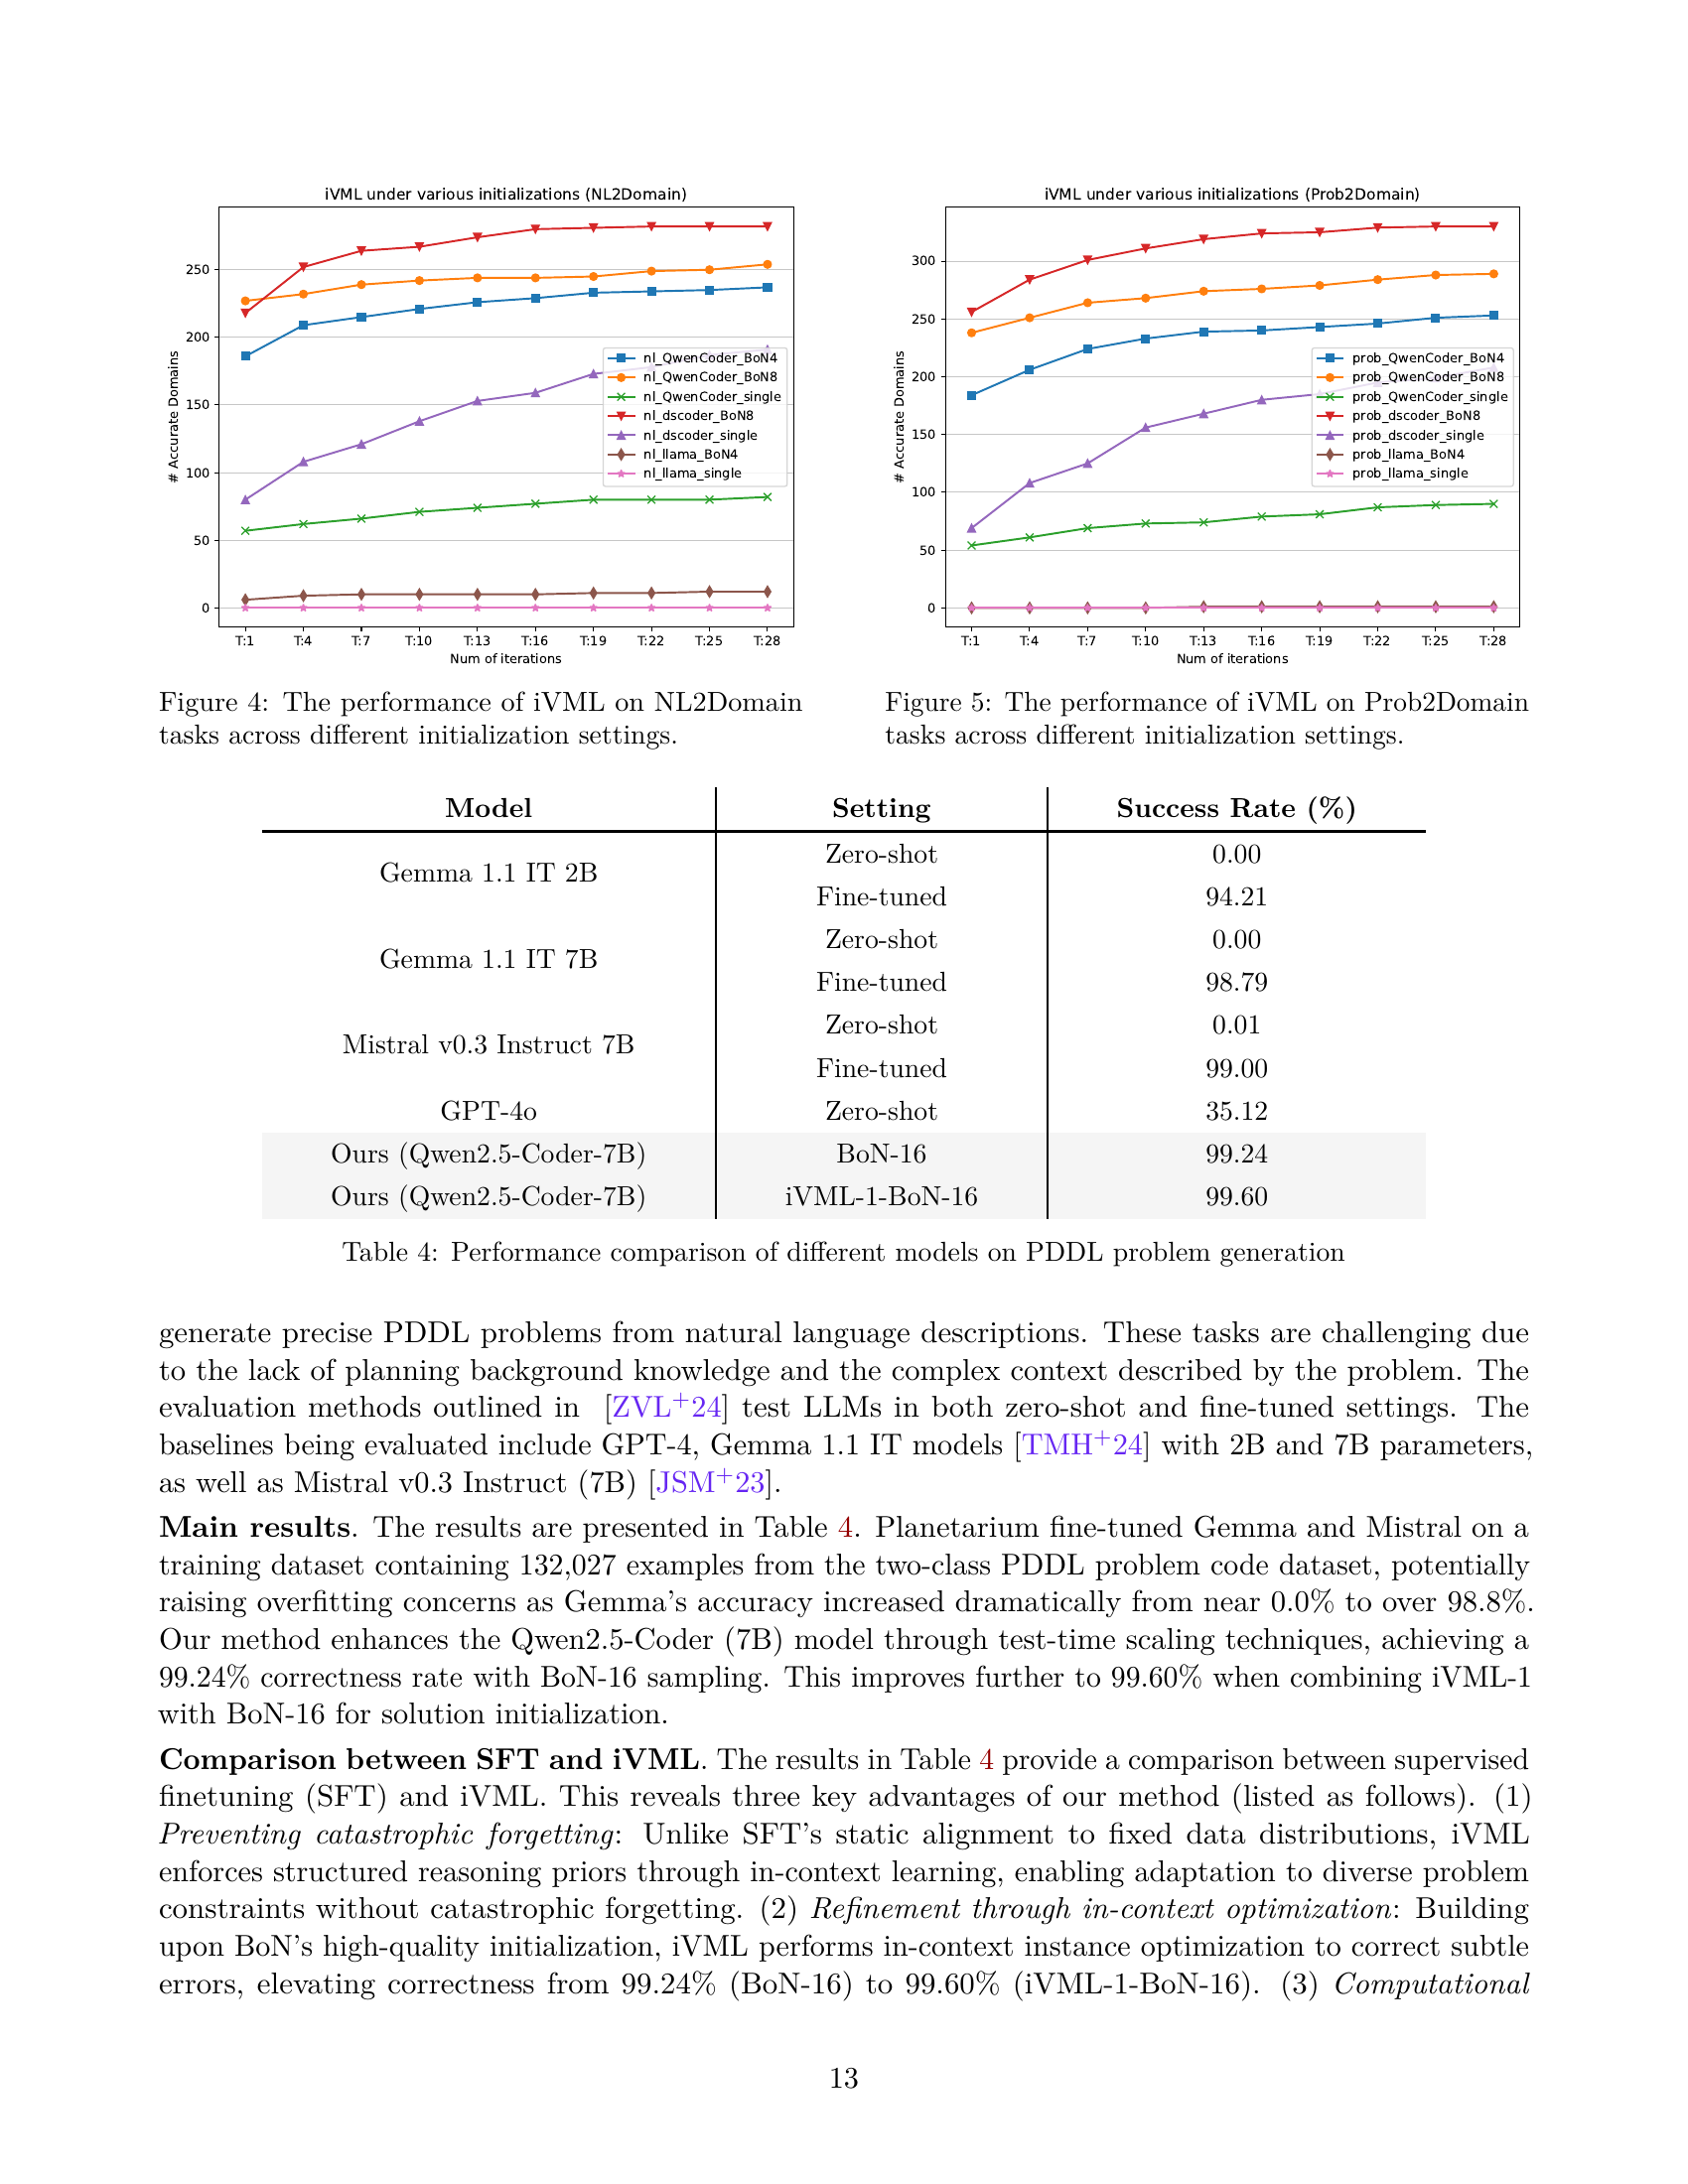 iVML under various initializations (NL2Domain)
# Accurate Domains
250
200
150
100
50
0
nl_QwenCoder_BoN4
nl_QwenCoder_BoN8
nl_QwenCoder_single
nl_dscoder_BoN8
nl_dscoder_single
nl_llama_BoN4
nl_llama_single
T:1 T:4 T:7 T:10 T:13 T:16 T:19 T:22 T:25 T:28
Num of iterations
Figure 4: The performance of iVML on NL2Domain
tasks across different initialization settings.
iVML under various initializations (Prob2Domain)
# Accurate Domains
300
250
200
150
100
50
0
prob_QwenCoder_BoN4
prob_QwenCoder_BoN8
prob_QwenCoder_single
prob_dscoder_BoN8
prob_dscoder_single
prob_llama_BoN4
prob_llama_single
T:1 T:4 T:7 T:10 T:13 T:16 T:19 T:22 T:25 T:28
Num of iterations
Figure 5: The performance of iVML on Prob2Domain
tasks across different initialization settings.
Model Setting Success Rate (%)
Gemma 1.1 IT 2B
Zero-shot 0.00
Fine-tuned 94.21
Gemma 1.1 IT 7B
Zero-shot 0.00
Fine-tuned 98.79
Mistral v0.3 Instruct 7B
Zero-shot 0.01
Fine-tuned 99.00
GPT-4o Zero-shot 35.12
Ours (Qwen2.5-Coder-7B) BoN-16 99.24
Ours (Qwen2.5-Coder-7B) iVML-1-BoN-16 99.60
Table 4: Performance comparison of different models on PDDL problem generation
generate precise PDDL problems from natural language descriptions. These tasks are challenging due
to the lack of planning background knowledge and the complex context described by the problem. The
evaluation methods outlined in [ZVL+24] test LLMs in both zero-shot and fine-tuned settings. The
baselines being evaluated include GPT-4, Gemma 1.1 IT models [TMH+24] with 2B and 7B parameters,
as well as Mistral v0.3 Instruct (7B) [JSM+23].
Main results. The results are presented in Table 4. Planetarium fine-tuned Gemma and Mistral on a
training dataset containing 132,027 examples from the two-class PDDL problem code dataset, potentially
raising overfitting concerns as Gemma's accuracy increased dramatically from near 0.0% to over 98.8%.
Our method enhances the Qwen2.5-Coder (7B) model through test-time scaling techniques, achieving a
99.24% correctness rate with BoN-16 sampling. This improves further to 99.60% when combining iVML-1
with BoN-16 for solution initialization.
Comparison between SFT and iVML. The results in Table 4 provide a comparison between supervised
finetuning (SFT) and iVML. This reveals three key advantages of our method (listed as follows). (1)
Preventing catastrophic forgetting: Unlike SFT's static alignment to fixed data distributions, iVML
enforces structured reasoning priors through in-context learning, enabling adaptation to diverse problem
constraints without catastrophic forgetting. (2) Refinement through in-context optimization: Building
upon BoN's high-quality initialization, iVML performs in-context instance optimization to correct subtle
errors, elevating correctness from 99.24% (BoN-16) to 99.60% (iVML-1-BoN-16). (3) Computational
13